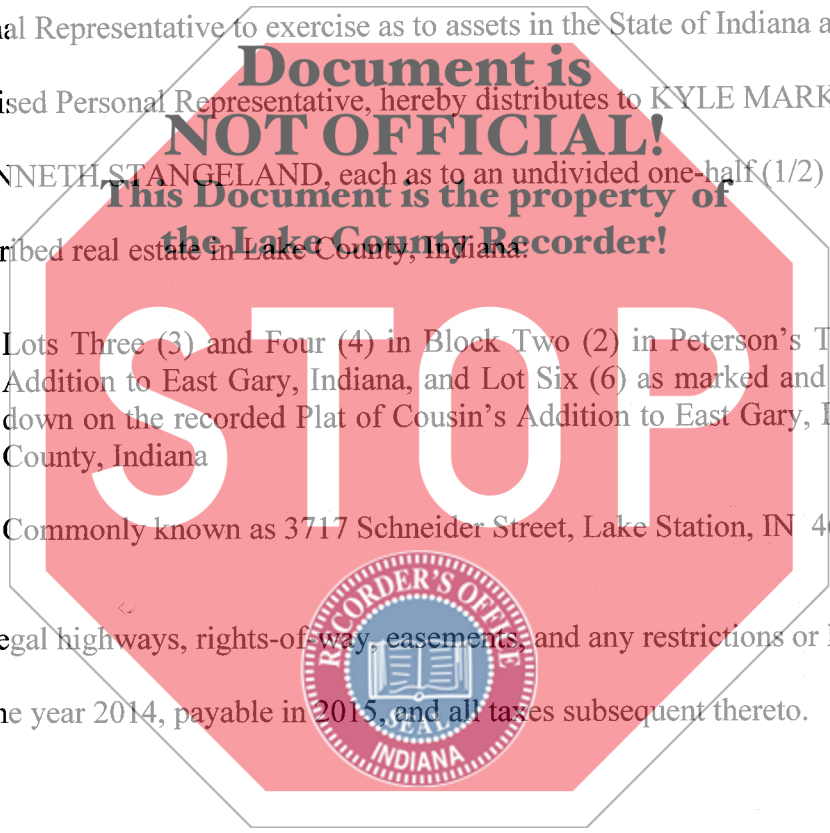 al Representative to exercise as to assets in the State of Indiana
Document is
ised Personal Representative, hereby distributes to KYLE MARK
NOT OFFICIAL!
NNETH STANGELAND, each as to an undivided one-half (1/2)
This Document is the property of
ribed real estate in Lake County, Indiana:
the Lake County Recorder!
STOP
Lots Three (3) and Four (4) in Block Two (2) in Peterson's T
Addition to East Gary, Indiana, and Lot Six (6) as marked and
down on the recorded Plat of Cousin's Addition to East Gary,
County, Indiana
Commonly known as 3717 Schneider Street, Lake Station, IN 4
RECORDER'S OFFICE
egal highways, rights-of-way, easements, and any restrictions or
ne year 2014, payable in 2015, and all taxes subsequent thereto.
SEAL
INDIANA